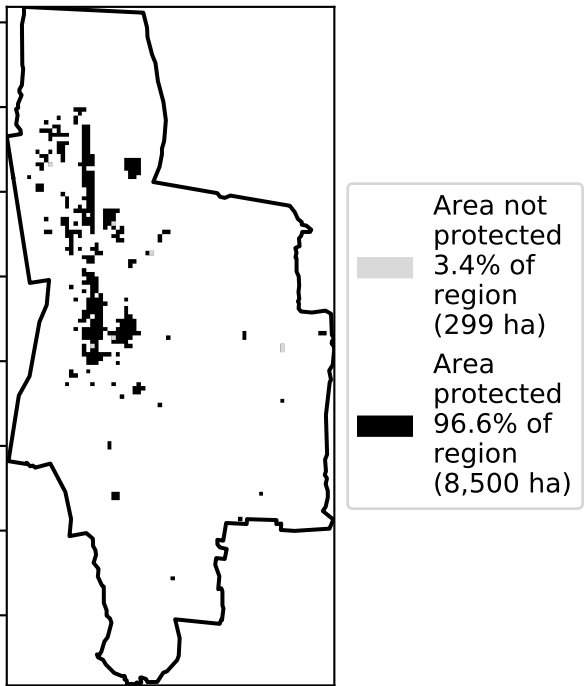 Area not
protected
3.4% of
region
(299 ha)
Area
protected
96.6% of
region
(8,500 ha)